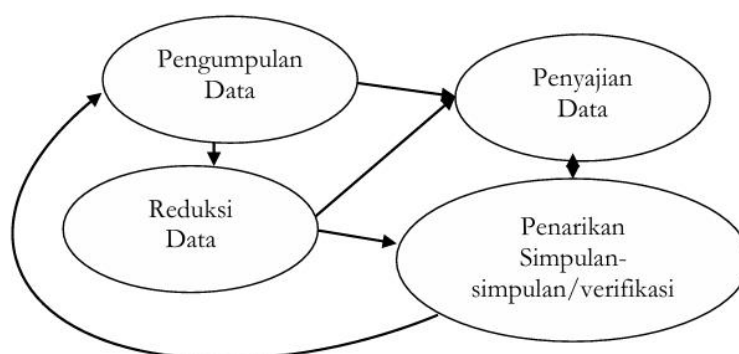 Pengumpulan
Data
Penyajian
Data
Reduksi
Data
Penarikan
Simpulan-
simpulan/verifikasi